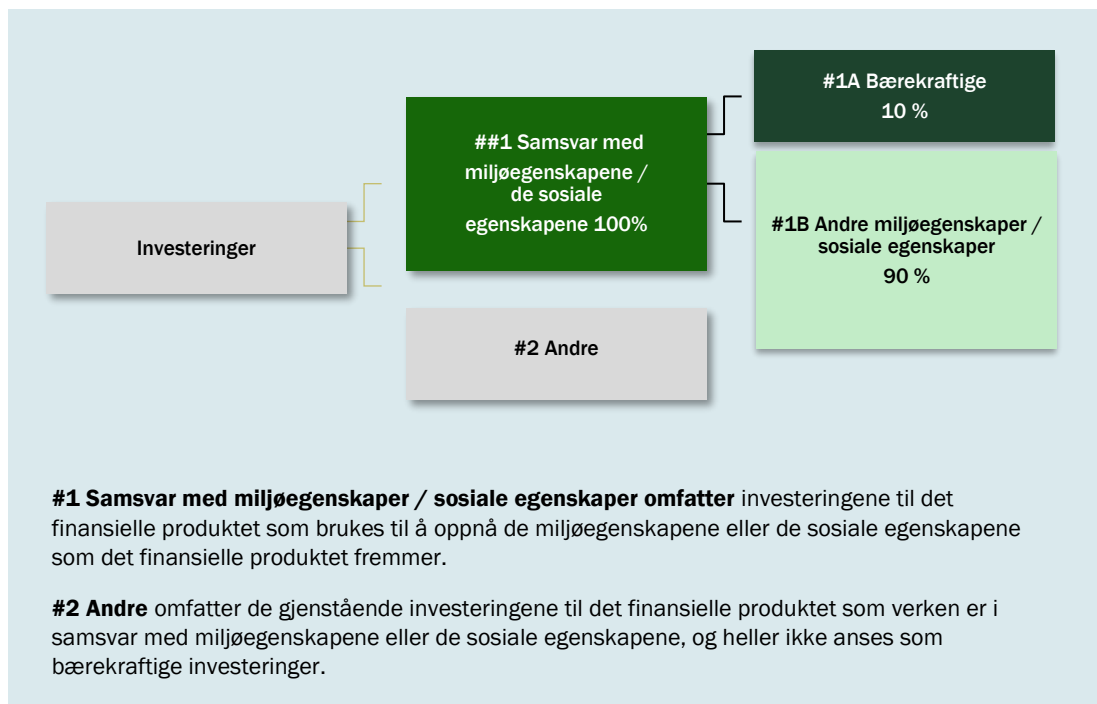 #1A Bærekraftige
10 %
##1 Samsvar med
miljøegenskapene /
de sosiale
egenskapene 100%
#1B Andre miljøegenskaper /
sosiale egenskaper
90 %
Investeringer
#2 Andre
#1 Samsvar med miljøegenskaper / sosiale egenskaper omfatter investeringene til det
finansielle produktet som brukes til å oppnå de miljøegenskapene eller de sosiale egenskapene
som det finansielle produktet fremmer.
#2 Andre omfatter de gjenstående investeringene til det finansielle produktet som verken er i
samsvar med miljøegenskapene eller de sosiale egenskapene, og heller ikke anses som
bærekraftige investeringer.